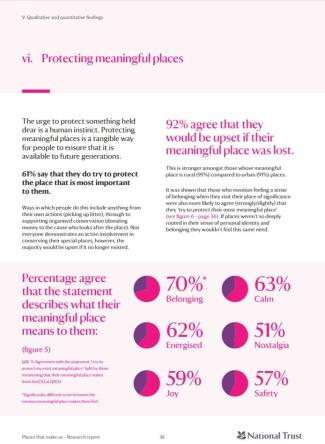 V. Qualitative and quantitative findings
vi. Protecting meaningful places
The urge to protect something held
dear is a human instinct. Protecting
meaningful places is a tangible way
for people to ensure that it is
available to future generations.
61% say that they do try to protect
the place that is most important
to them.
Ways in which people do this include anything from
their own actions (picking up litter), through to
supporting organised conservation (donating
money to the cause who looks after the place). Not
everyone demonstrates an active involvement in
conserving their special places, however, the
majority would be upset if it no longer existed.
92% agree that they
would be upset if their
meaningful place was lost.
This is stronger amongst those whose meaningful
place is rural (95%) compared to urban (91%) places.
It was shown that those who mention feeling a sense
of belonging when they visit their place of significance
were also more likely to agree (strongly/slightly) that
they 'try to protect their most meaningful place'
(see figure 6 - page 38). If places weren't so deeply
rooted in their sense of personal identity and
belonging they wouldn't feel this same need.
Percentage agree
that the statement
describes what their
meaningful place
means to them:
(figure 5)
% Agreement with the statement 'I try to
protect my most meaningful place' Split by those
mentioning that their meaningful place makes
them feel
*Significantly different score between the
emotions meaningful place makes them feel
70%*
Belonging
63%
Calm
62%
Energised
51%
Nostalgia
59%
Joy
57%
Safety
Places that make us - Research report
36
National Trust